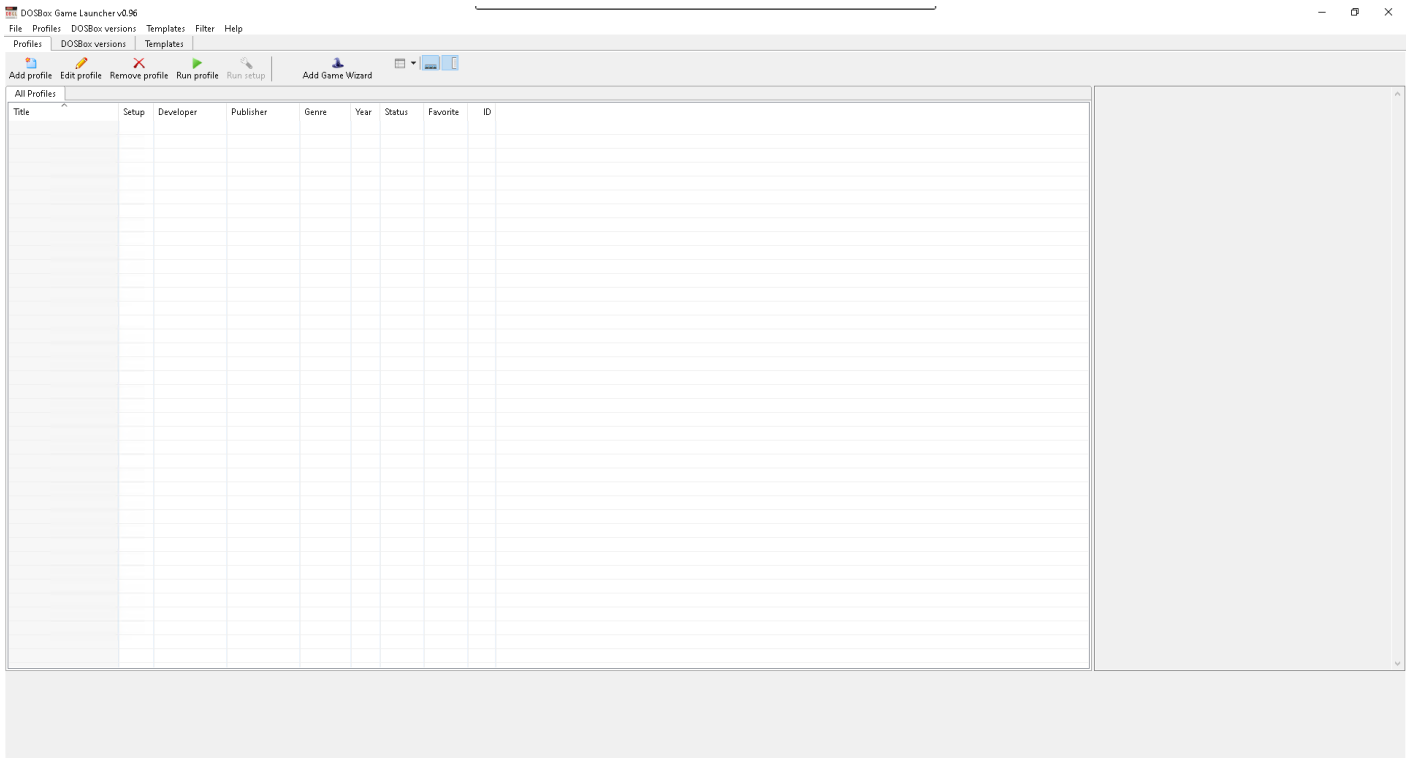 DOSBox Game Launcher v0.96
File Profiles DOSBox versions Templates Filter Help
Profiles DOSBox versions Templates
Add profile Edit profile Remove profile Run profile Run setup Add Game Wizard
All Profiles
Title Setup Developer Publisher Genre Year Status Favorite ID